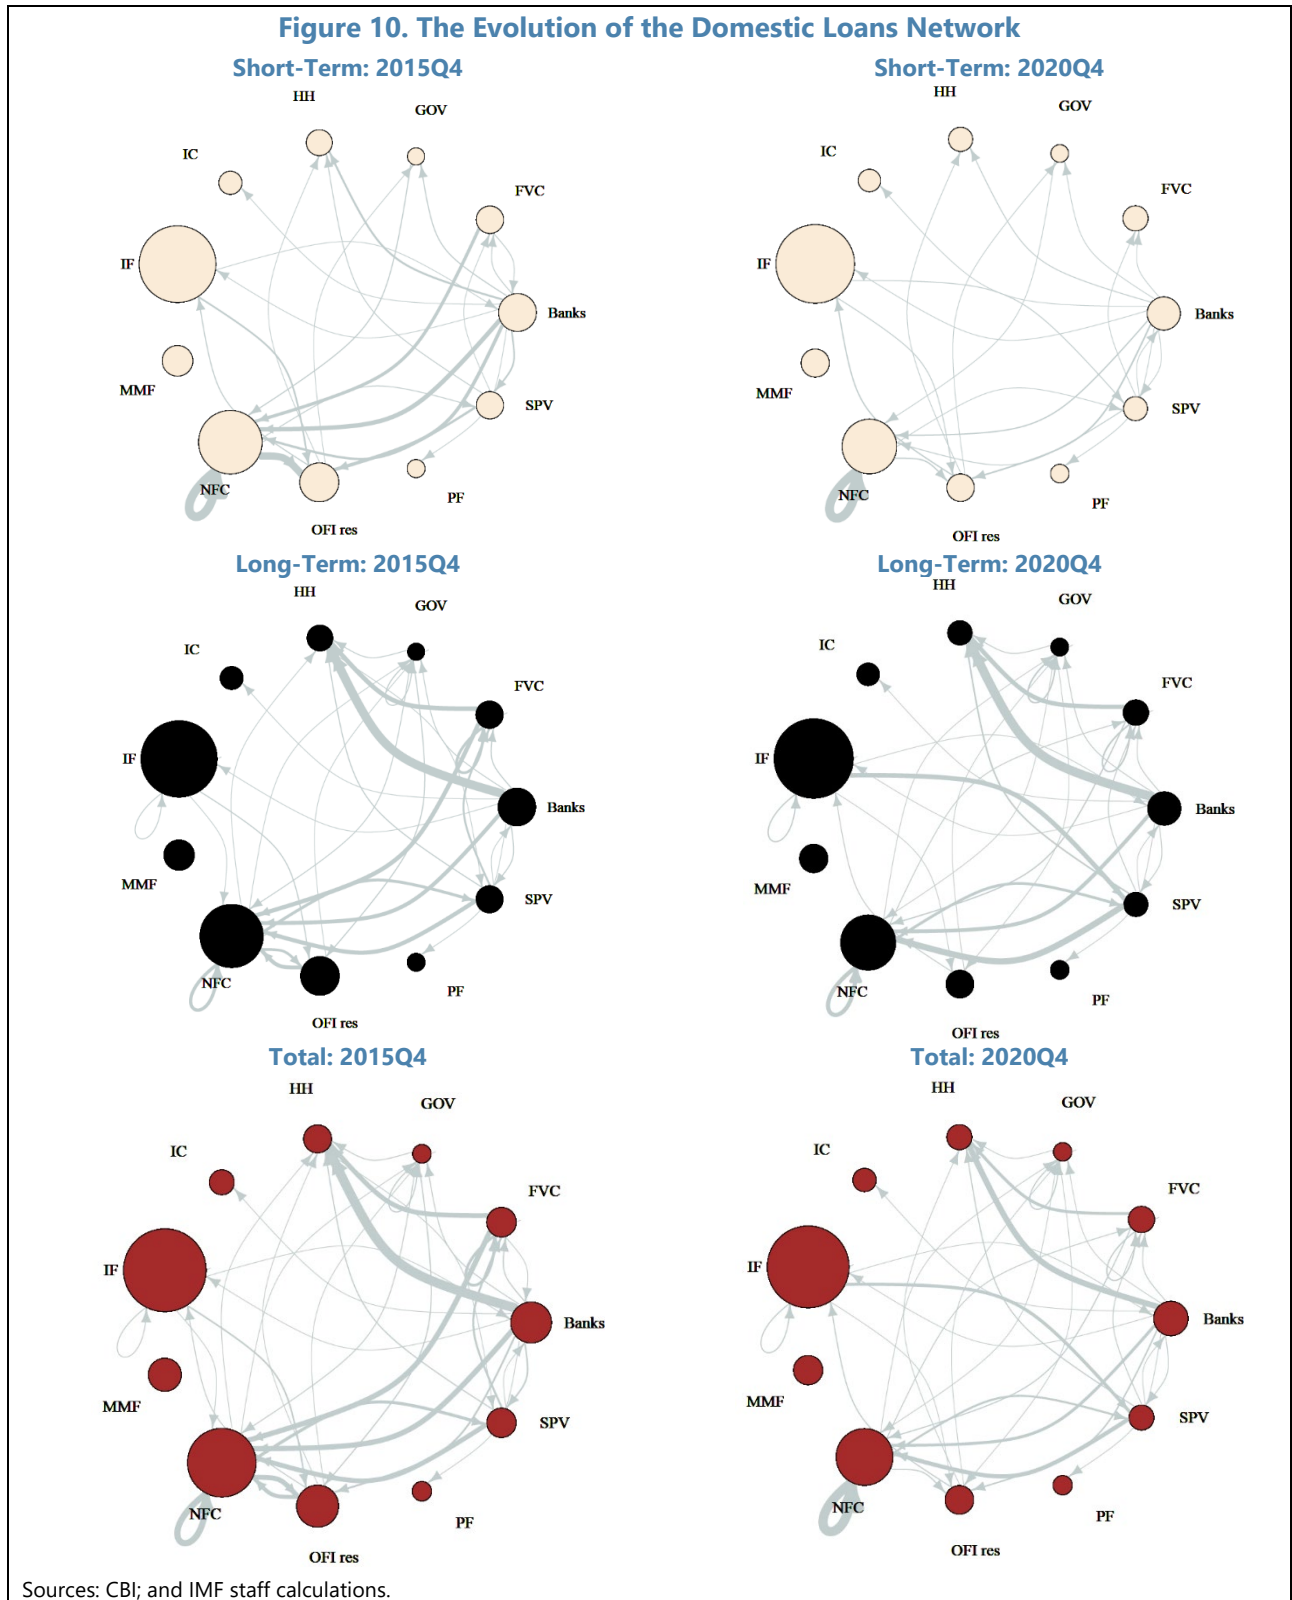 Figure 10. The Evolution of the Domestic Loans Network
Short-Term: 2015Q4
HH
GOV
IC
FVC
IF
Banks
MMF
SPV
NFC
PF
OFI res
Short-Term: 2020Q4
HH
GOV
IC
FVC
IF
Banks
MMF
SPV
NFC
PF
OFI res
Long-Term: 2015Q4
HH
GOV
IC
FVC
IF
Banks
MMF
SPV
NFC
PF
OFI res
Long-Term: 2020Q4
HH
GOV
IC
FVC
IF
Banks
MMF
SPV
NFC
PF
OFI res
Total: 2015Q4
HH
GOV
IC
FVC
IF
Banks
MMF
SPV
NFC
PF
OFI res
Total: 2020Q4
HH
GOV
IC
FVC
IF
Banks
MMF
SPV
NFC
PF
OFI res
Sources: CBI; and IMF staff calculations.